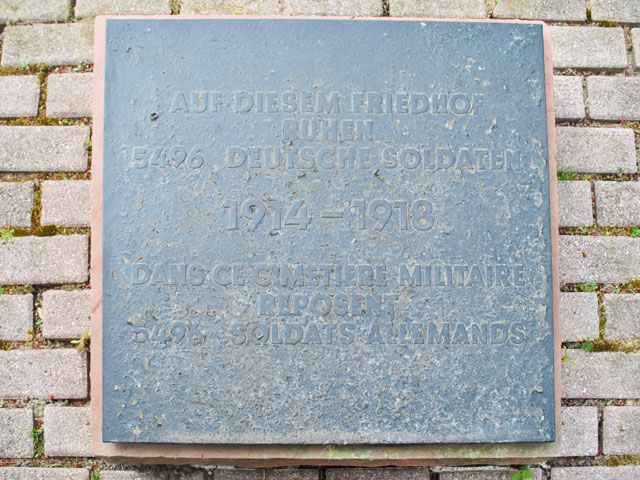 AUF DIESEM FRIEDHOF
RUHEN
5496 DEUTSCHE SOLDATEN
1914-1918
DANS CE CIMETIERE MILITAIRE
REPOSENT
5496 SOLDATS ALLEMANDS